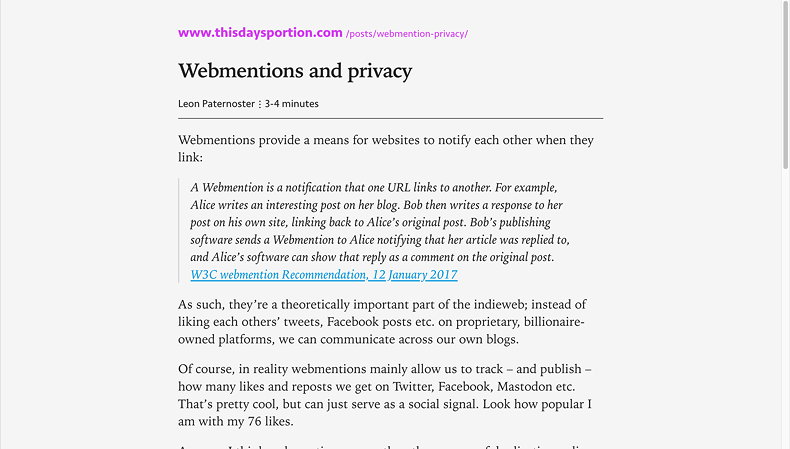 www.thisdaysportion.com /posts/webmention-privacy/
Webmentions and privacy
Leon Paternoster ⋮ 3-4 minutes
Webmentions provide a means for websites to notify each other when they
link:
A Webmention is a notification that one URL links to another. For example,
Alice writes an interesting post on her blog. Bob then writes a response to her
post on his own site, linking back to Alice’s original post. Bob’s publishing
software sends a Webmention to Alice notifying that her article was replied to,
and Alice’s software can show that reply as a comment on the original post.
W3C webmention Recommendation, 12 January 2017
As such, they’re a theoretically important part of the indieweb; instead of
liking each others’ tweets, Facebook posts etc. on proprietary, billionaire-
owned platforms, we can communicate across our own blogs.
Of course, in reality webmentions mainly allow us to track – and publish –
how many likes and reposts we get on Twitter, Facebook, Mastodon etc.
That’s pretty cool, but can just serve as a social signal. Look how popular I
am with my 76 likes.